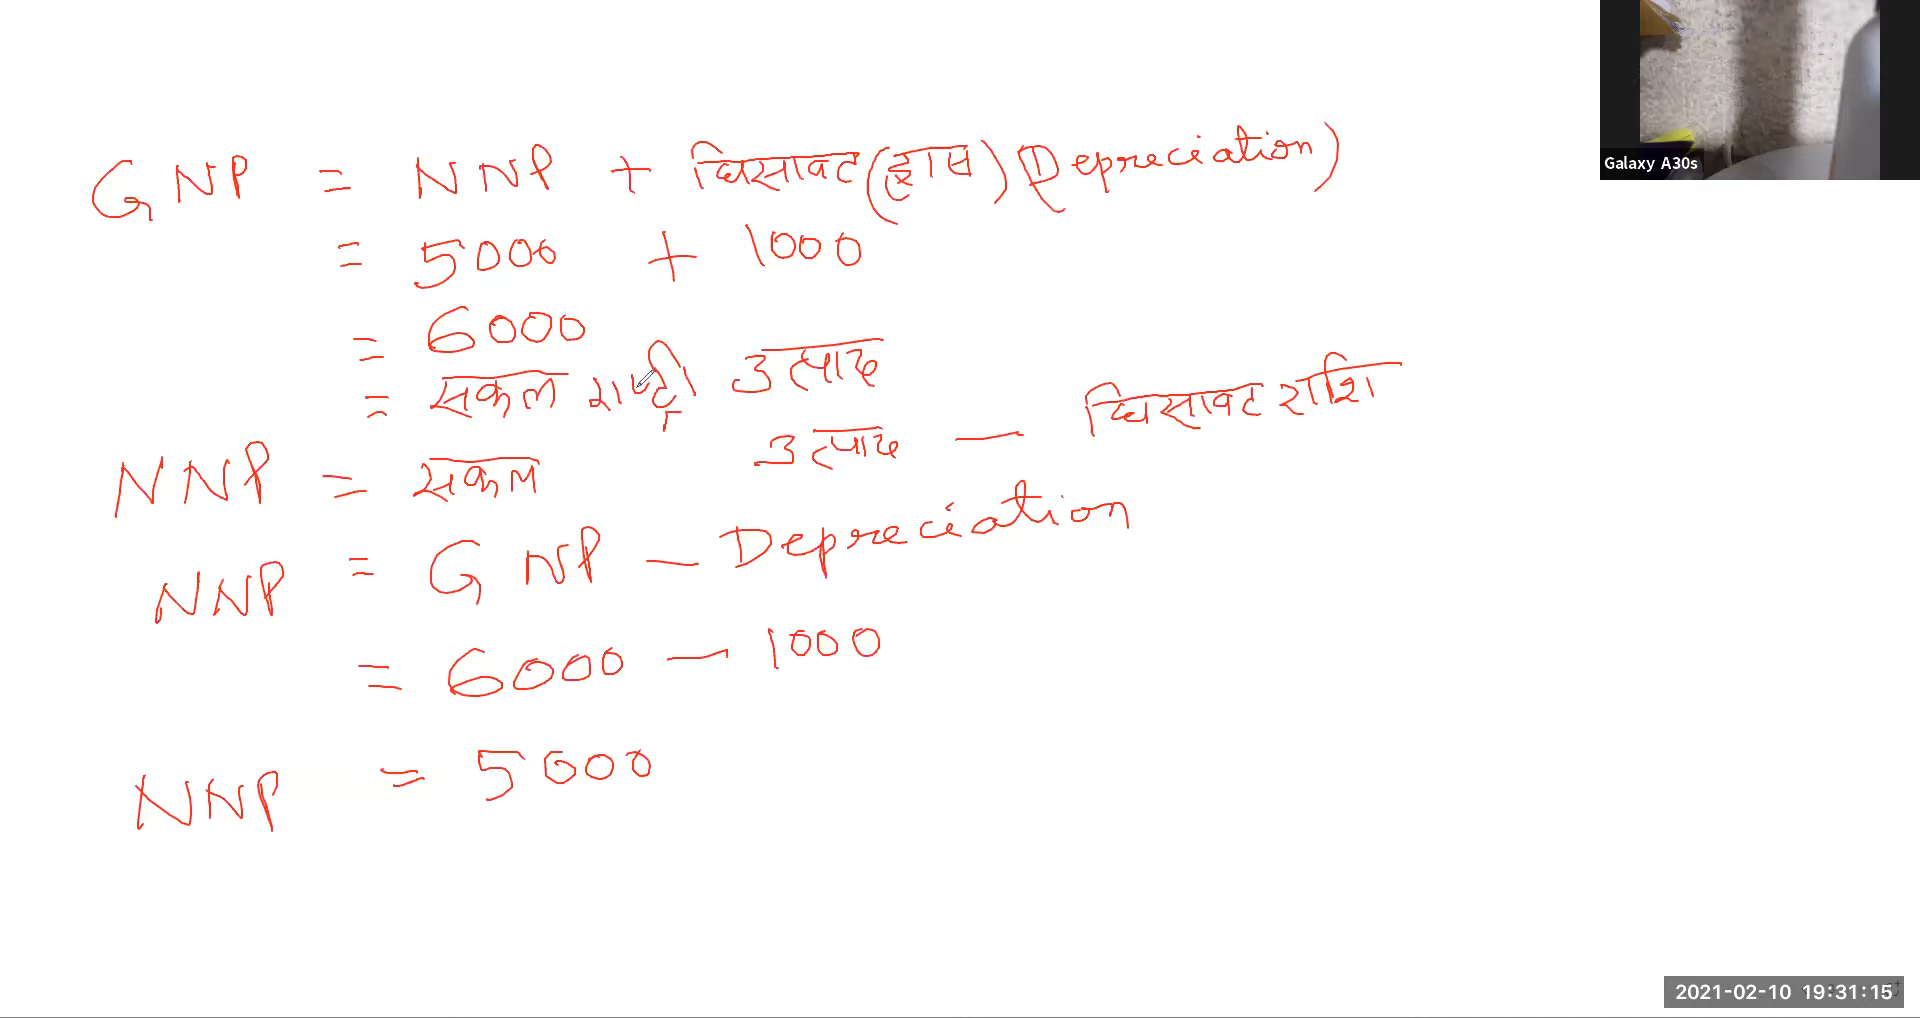 Galaxy A30s
GNP = NNP + घिसावट (ह्रास) (Depreciation)
= 5000 + 1000
= 6000
= सकल राष्ट्री उत्पाद
NNP = सकल उत्पाद — घिसावट राशि
NNP = GNP — Depreciation
= 6000 — 1000
NNP = 5000
2021-02-10 19:31:15